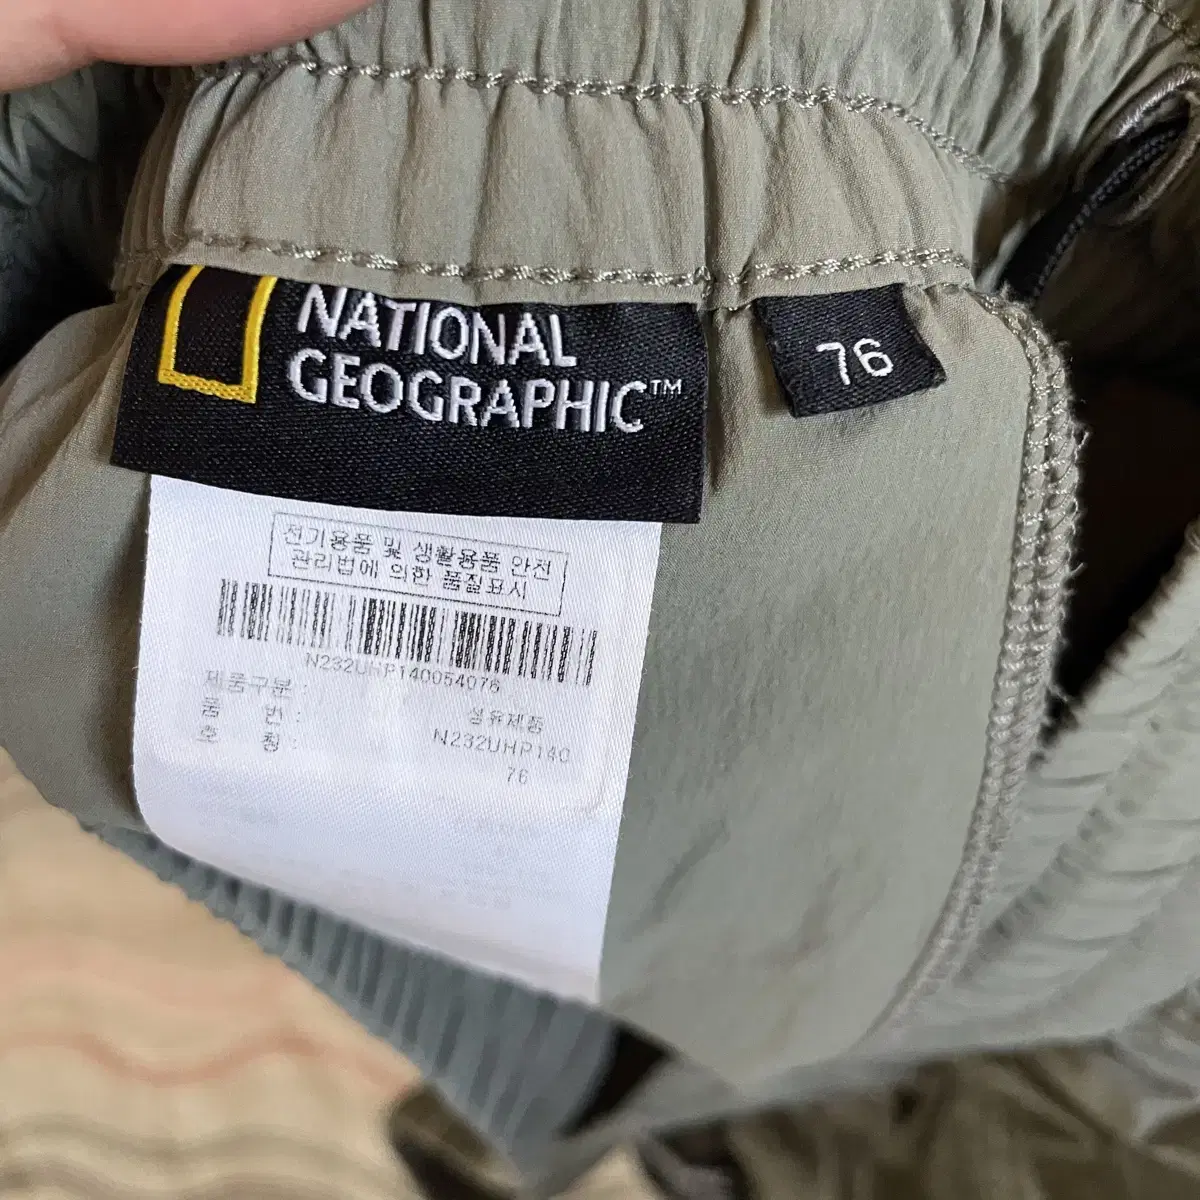 NATIONAL
GEOGRAPHIC™
76
전기용품 및 생활용품 안전
관리법에 의한 품질표시
N232UHP140054076
제품구분 : 섬유제품
품 번 : N232UHP140
호 칭 : 76